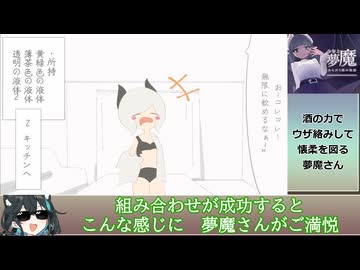 ・所持
黄緑色の液体
薄茶色の液体
透明の液体2
Z キッチンへ
お〜コレコレ!
無限に飲めるなぁ〜♪
夢魔
酒の力で
ウザ絡みして
懐柔を図る
夢魔さん
組み合わせが成功すると
こんな感じに 夢魔さんがご満悦